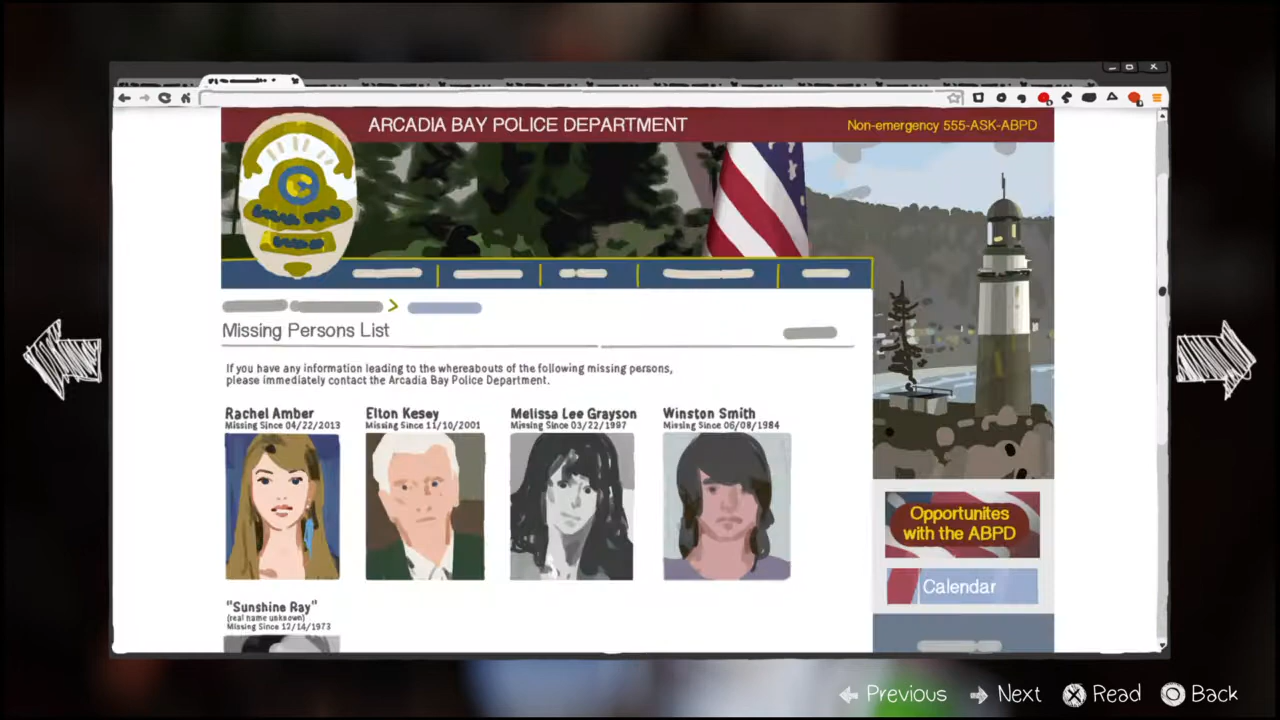 ARCADIA BAY POLICE DEPARTMENT
Non-emergency 555-ASK-ABPD
Missing Persons List
If you have any information leading to the whereabouts of the following missing persons,
please immediately contact the Arcadia Bay Police Department.
Rachel Amber
Missing Since 04/22/2013
Elton Kesey
Missing Since 11/10/2001
Melissa Lee Grayson
Missing Since 03/22/1997
Winston Smith
Missing Since 06/08/1984
"Sunshine Ray"
(real name unknown)
Missing Since 12/14/1973
Opportunites
with the ABPD
Calendar
Previous
Next
Read
Back